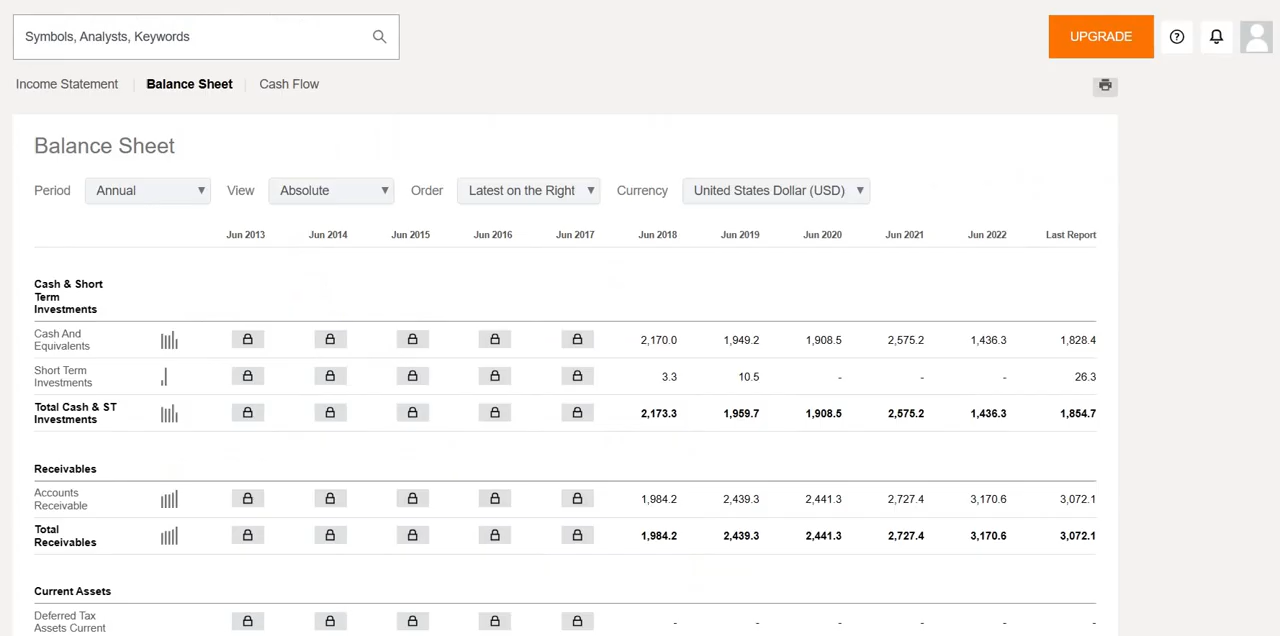 Symbols, Analysts, Keywords
UPGRADE
Income Statement Balance Sheet Cash Flow
Balance Sheet
Period Annual View Absolute Order Latest on the Right Currency United States Dollar (USD)
Jun 2013 Jun 2014 Jun 2015 Jun 2016 Jun 2017 Jun 2018 Jun 2019 Jun 2020 Jun 2021 Jun 2022 Last Report
Cash & Short
Term
Investments
Cash And
Equivalents 2,170.0 1,949.2 1,908.5 2,575.2 1,436.3 1,828.4
Short Term
Investments 3.3 10.5 - - - 26.3
Total Cash & ST
Investments 2,173.3 1,959.7 1,908.5 2,575.2 1,436.3 1,854.7
Receivables
Accounts
Receivable 1,984.2 2,439.3 2,441.3 2,727.4 3,170.6 3,072.1
Total
Receivables 1,984.2 2,439.3 2,441.3 2,727.4 3,170.6 3,072.1
Current Assets
Deferred Tax
Assets Current - - - - - -